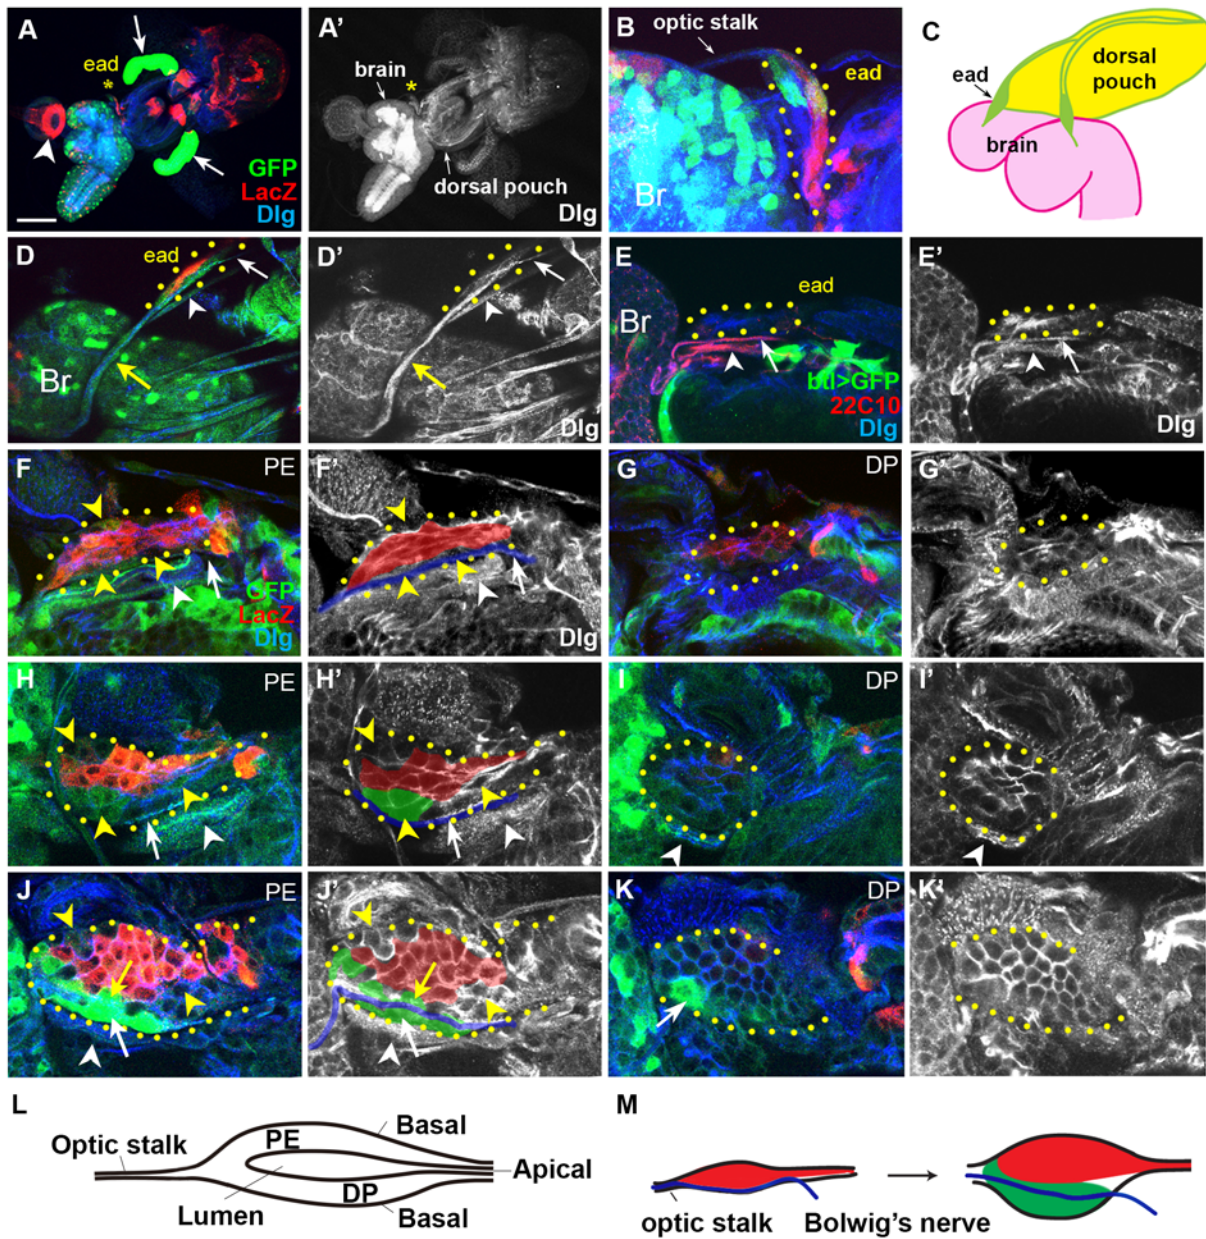 A
ead
*
GFP
LacZ
Dlg
A'
brain
*
dorsal pouch
Dlg
B
optic stalk
ead
Br
C
dorsal
pouch
ead
brain
D
ead
Br
D'
Dlg
E
ead
Br
btl>GFP
22C10
Dlg
E'
Dlg
F
PE
GFP
LacZ
Dlg
F'
Dlg
G
DP
G'
H
PE
H'
I
DP
I'
J
PE
J'
K
DP
K'
L
Optic stalk
PE
Basal
Apical
DP
Lumen
Basal
M
optic stalk
Bolwig's nerve